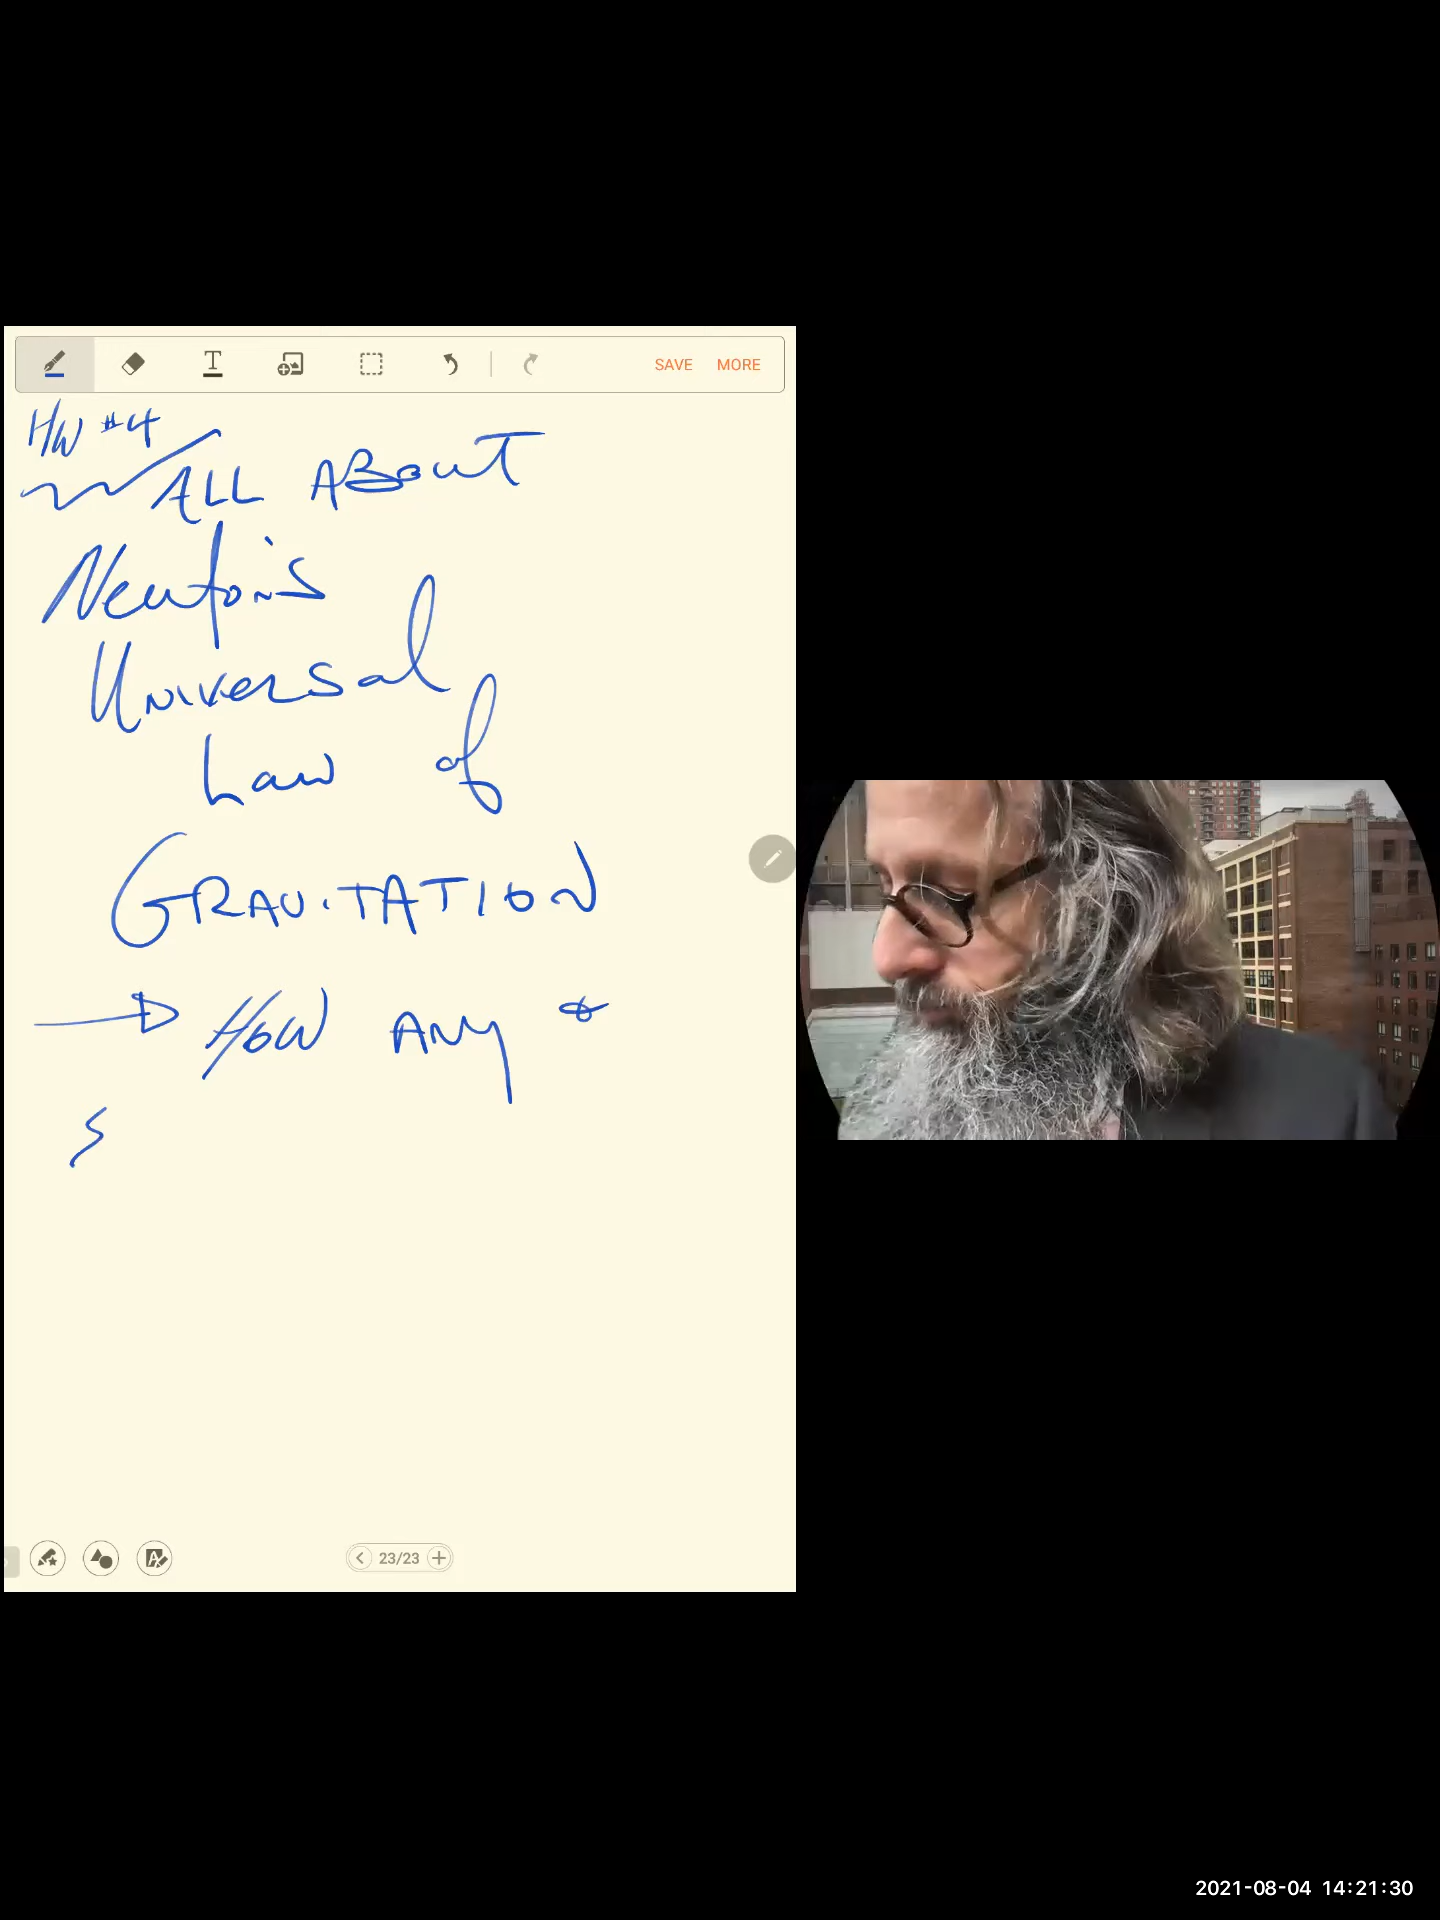 T
SAVE MORE
HW #4
ALL ABOUT
Newton's
Universal
Law of
GRAVITATION
HOW ANY
A
23/23
2021-08-04 14:21:30